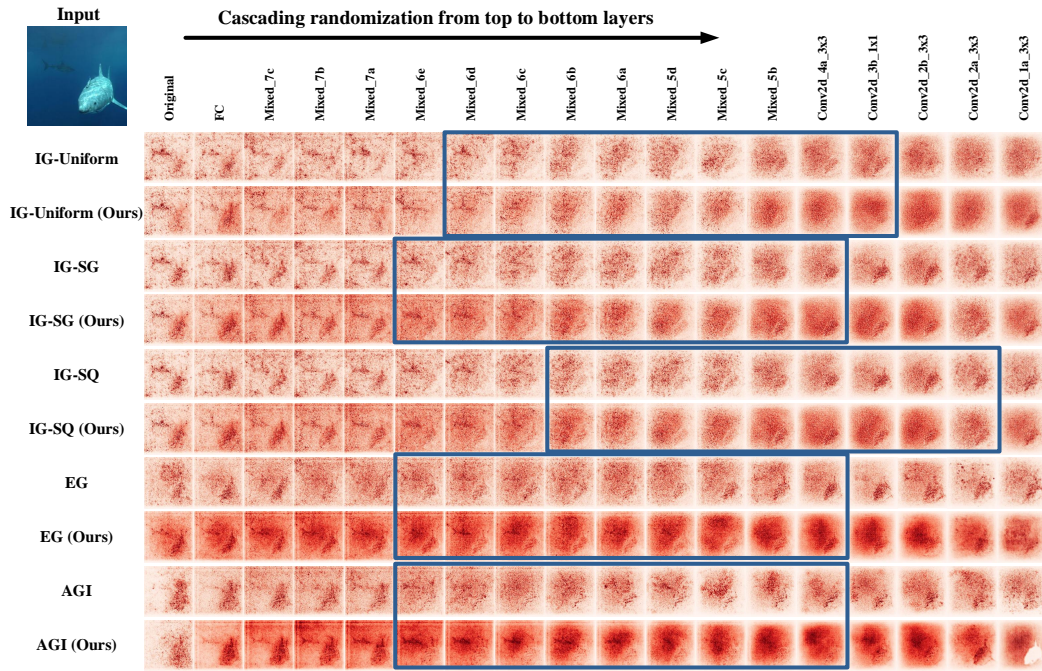 Input
Cascading randomization from top to bottom layers
Original
FC
Mixed_7c
Mixed_7b
Mixed_7a
Mixed_6e
Mixed_6d
Mixed_6c
Mixed_6b
Mixed_6a
Mixed_5d
Mixed_5c
Mixed_5b
Conv2d_4a_3x3
Conv2d_3b_1x1
Conv2d_2b_3x3
Conv2d_2a_3x3
Conv2d_1a_3x3
IG-Uniform
IG-Uniform (Ours)
IG-SG
IG-SG (Ours)
IG-SQ
IG-SQ (Ours)
EG
EG (Ours)
AGI
AGI (Ours)